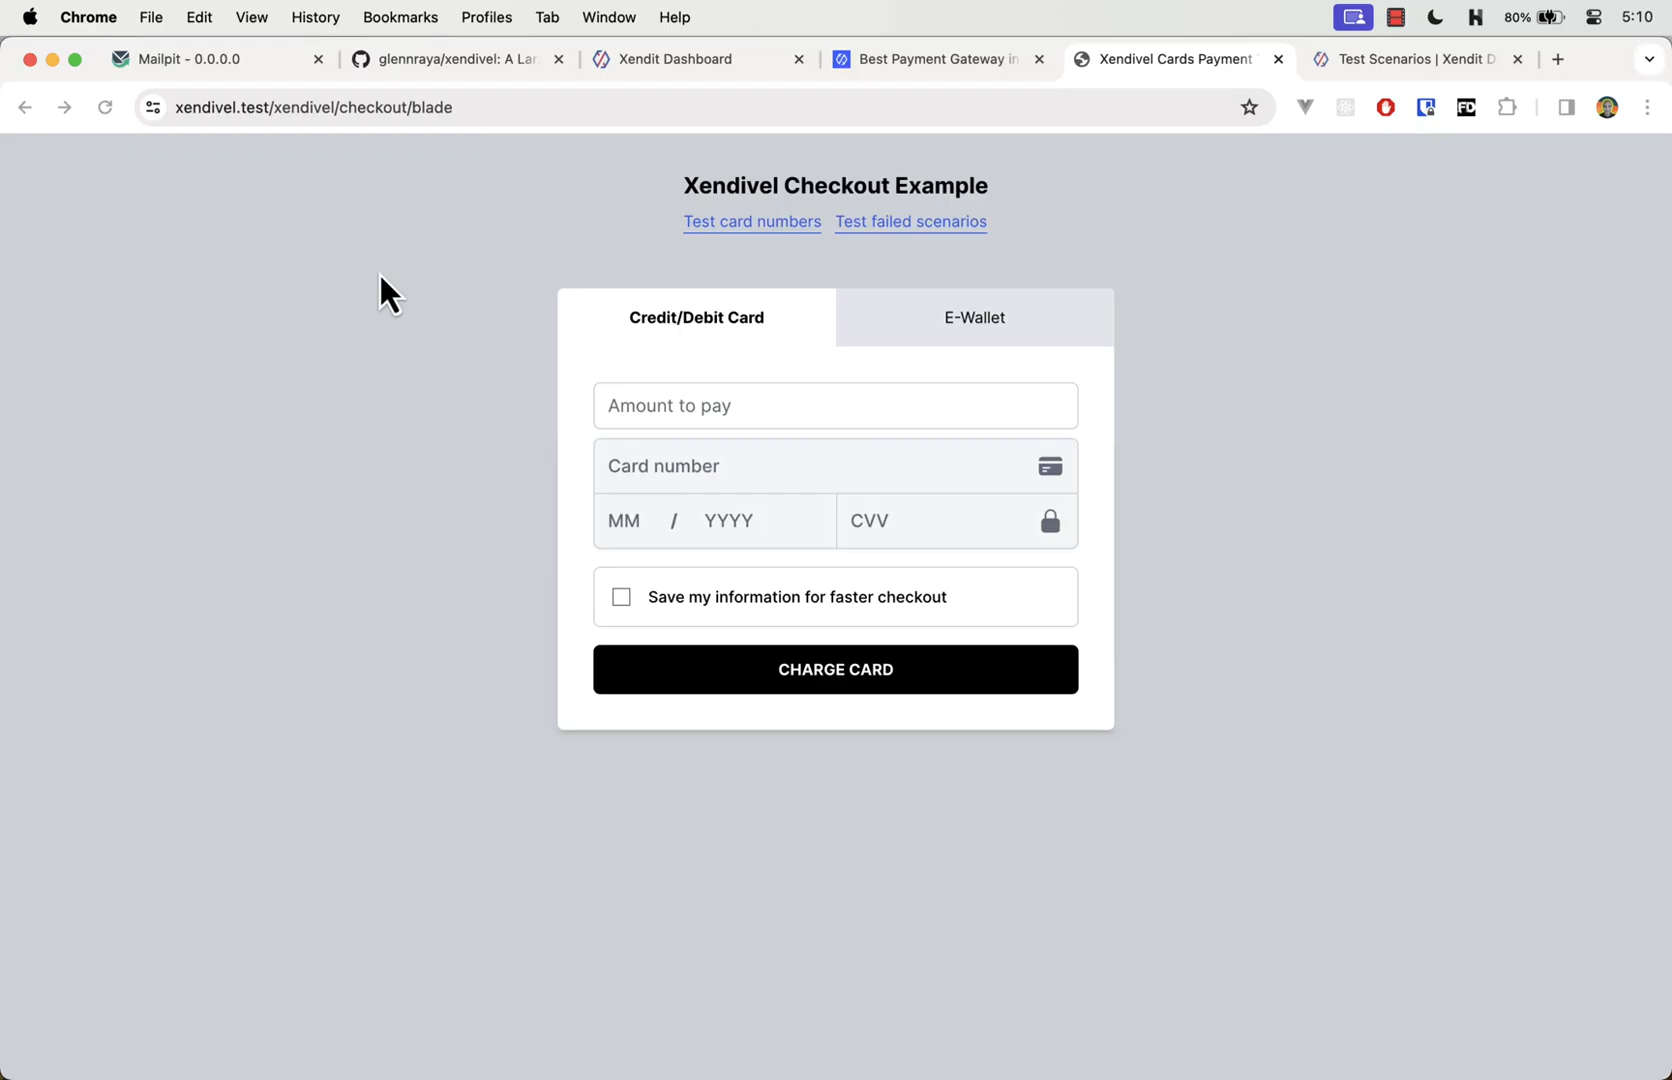 Chrome File Edit View History Bookmarks Profiles Tab Window Help 80% 5:10
Mailpit - 0.0.0.0
glennraya/xendivel: A Lar
Xendit Dashboard
Best Payment Gateway in
Xendivel Cards Payment
Test Scenarios | Xendit D
xendivel.test/xendivel/checkout/blade
FD
Xendivel Checkout Example
Test card numbers Test failed scenarios
Credit/Debit Card E-Wallet
Amount to pay
Card number
MM / YYYY CVV
Save my information for faster checkout
CHARGE CARD